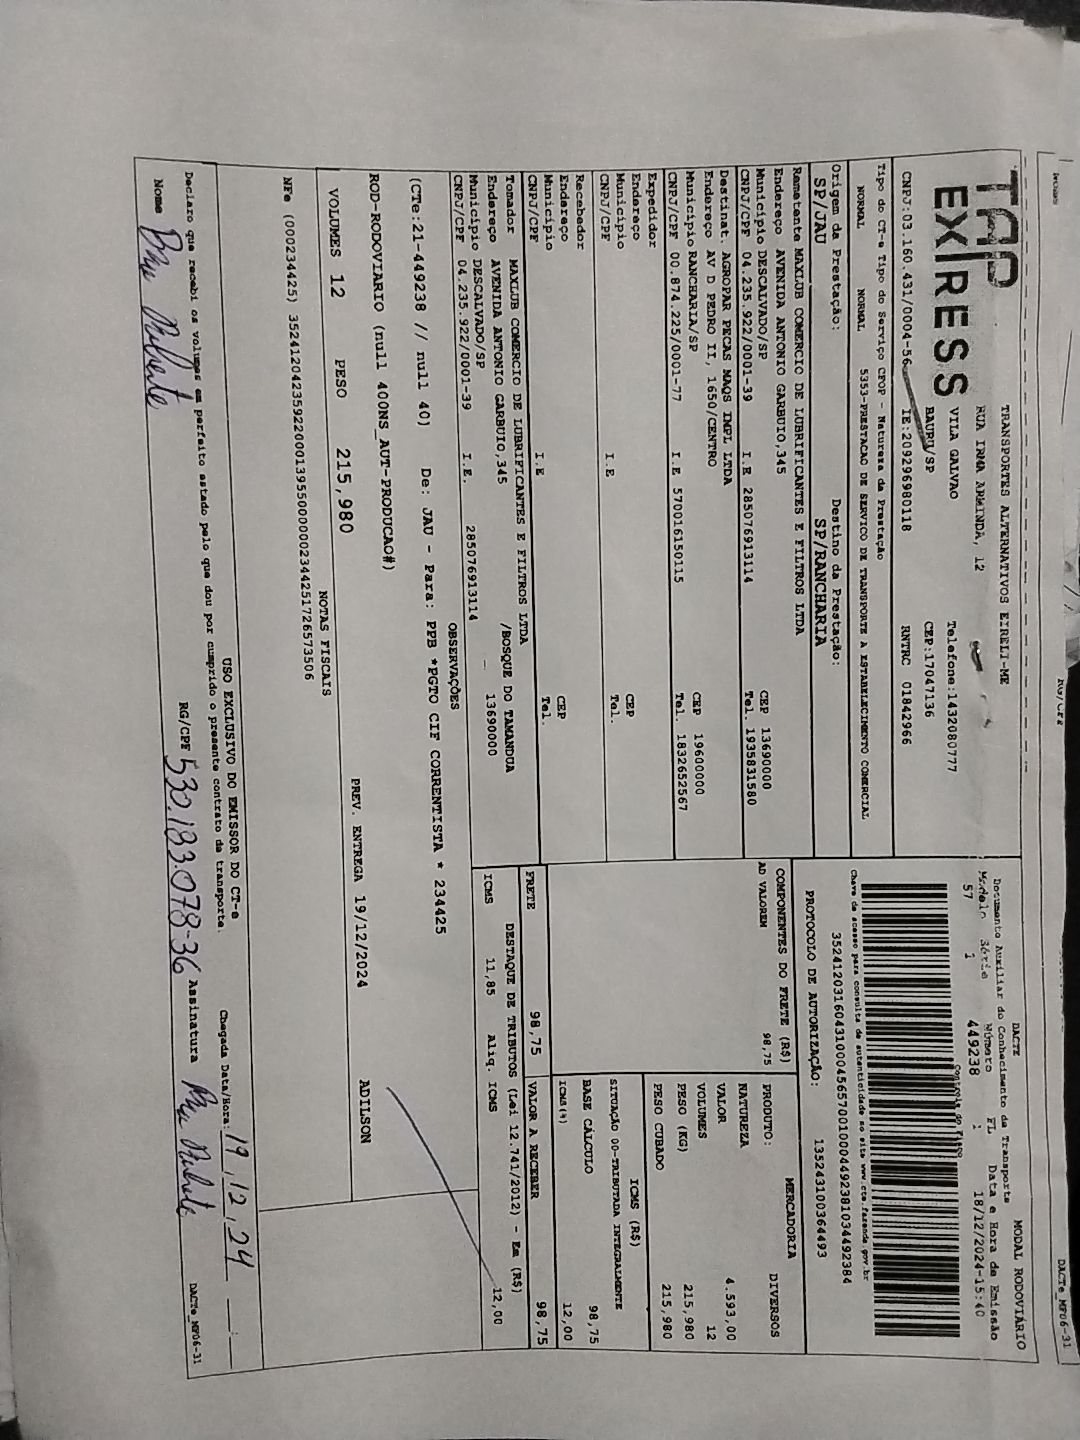 TAP
EXPRESS
TRANSPORTES ALTERNATIVOS EIRELI-ME
RUA IRMA ARMINDA, 12
VILA GALVAO
BAURU/SP
Telefone:1432080777
CEP:17047136
CNPJ:03.160.431/0004-56
IE:209296980118
RNTRC 01842966
DACTE
MODAL RODOVIÁRIO
Documento Auxiliar do Conhecimento de Transporte
Modelo Série Número FL Data e Hora de Emissão
57 1 449238 1 18/12/2024-15:40
Controle do Fisco
Chave de acesso para consulta de autenticidade no site www.cte.fazenda.gov.br
35241203160431000456570010004492381034492384
PROTOCOLO DE AUTORIZAÇÃO: 135243100364493
Tipo do CT-e Tipo do Serviço CFOP - Natureza da Prestação
NORMAL NORMAL 5353-PRESTACAO DE SERVICO DE TRANSPORTE A ESTABELECIMENTO COMERCIAL
Origem da Prestação: Destino da Prestação:
SP/JAU SP/RANCHARIA
Remetente MAXLUB COMERCIO DE LUBRIFICANTES E FILTROS LTDA
Endereço AVENIDA ANTONIO GARBUIO,345
Município DESCALVADO/SP CEP 13690000
CNPJ/CPF 04.235.922/0001-39 I.E 285076913114 Tel. 1935831580
Destinat. AGROPAR PECAS MAQS IMPL LTDA
Endereço AV D PEDRO II, 1650/CENTRO
Município RANCHARIA/SP CEP 19600000
CNPJ/CPF 00.874.225/0001-77 I.E 570016150115 Tel. 1832652567
Expedidor
Endereço
Município CEP
CNPJ/CPF I.E Tel.
Recebedor
Endereço
Município CEP
CNPJ/CPF I.E Tel.
Tomador MAXLUB COMERCIO DE LUBRIFICANTES E FILTROS LTDA
Endereço AVENIDA ANTONIO GARBUIO,345 /BOSQUE DO TAMANDUA
Município DESCALVADO/SP 13690000
CNPJ/CPF 04.235.922/0001-39 I.E. 285076913114
COMPONENTES DO FRETE (R$)
AD VALOREM 98,75
MERCADORIA
PRODUTO: DIVERSOS
NATUREZA
VALOR 4.593,00
VOLUMES 12
PESO (KG) 215,980
PESO CUBADO 215,980
ICMS (R$)
SITUAÇÃO 00-TRIBUTADA INTEGRALMENTE
BASE CÁLCULO 98,75
ICMS(%) 12,00
FRETE 98,75 VALOR A RECEBER 98,75
DESTAQUE DE TRIBUTOS (Lei 12.741/2012) - Em (R$)
ICMS 11,85 Aliq. ICMS 12,00
OBSERVAÇÕES
(CTe:21-449238 // null 40) De: JAU - Para: PPB *PGTO CIF CORRENTISTA * 234425
ROD-RODOVIARIO (null 400NS_AUT-PRODUCAO#)
VOLUMES 12 PESO 215,980 PREV. ENTREGA 19/12/2024 ADILSON
NOTAS FISCAIS
NFe (000234425) 35241204235922000139550000002344251726573506
USO EXCLUSIVO DO EMISSOR DO CT-e
Declaro que recebi os volumes em perfeito estado pelo que dou por cumprido o presente contrato de transporte.
Chegada Data/Hora: 19,12,24
Nome RG/CPF 530.183.078-36 Assinatura
DACTe_MP06-31
RG/CPF
DACTe_MP06-31